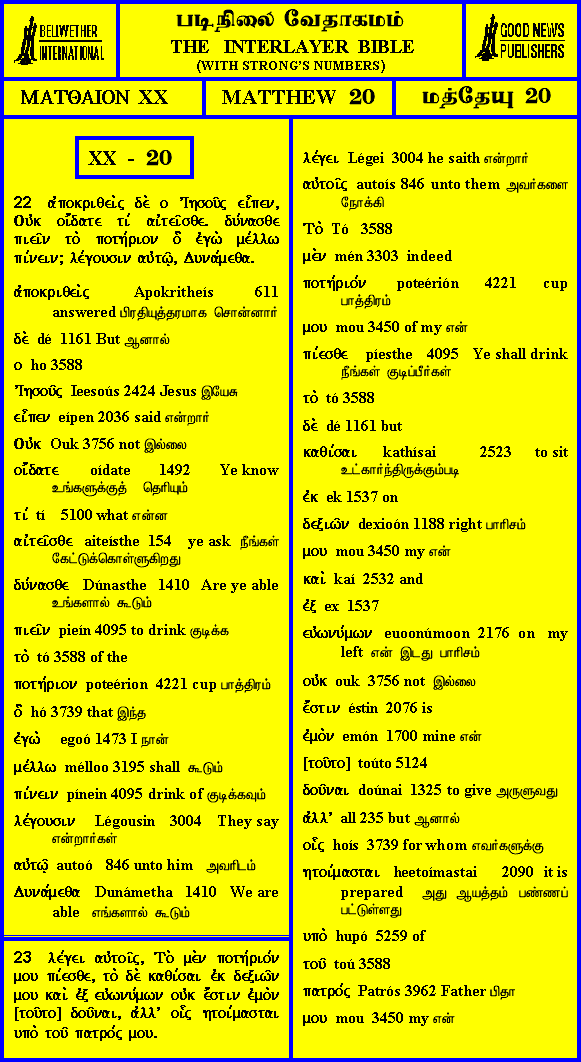 BELLWETHER
INTERNATIONAL
படிநிலை வேதாகமம்
THE INTERLAYER BIBLE
(WITH STRONG'S NUMBERS)
GOOD NEWS
PUBLISHERS
ΜΑΤΘΑΙΟΝ XX
MATTHEW 20
மத்தேயு 20
XX - 20
22 ἀποκριθεὶς δὲ ο Ἰησοῦς εἶπεν,
Οὐκ οἴδατε τί αἰτεῖσθε. δύνασθε
πιεῖν τὸ ποτήριον ὃ ἐγὼ μέλλω
πίνειν; λέγουσιν αὐτῷ, Δυνάμεθα.
ἀποκριθεὶς Apokritheís 611
answered பிரதியுத்தரமாக சொன்னார்
δὲ dé 1161 But ஆனால்
ο ho 3588
Ἰησοῦς Ieesoús 2424 Jesus இயேசு
εἶπεν eípen 2036 said என்றார்
Οὐκ Ouk 3756 not இல்லை
οἴδατε oídate 1492 Ye know
உங்களுக்குத் தெரியும்
τί tí 5100 what என்ன
αἰτεῖσθε aiteísthe 154 ye ask நீங்கள்
கேட்டுக்கொள்ளுகிறது
δύνασθε Dúnasthe 1410 Are ye able
உங்களால் கூடும்
πιεῖν pieín 4095 to drink குடிக்க
τὸ tó 3588 of the
ποτήριον poteérion 4221 cup பாத்திரம்
ὃ hó 3739 that இந்த
ἐγὼ egoó 1473 I நான்
μέλλω mélloo 3195 shall கூடும்
πίνειν pínein 4095 drink of குடிக்கவும்
λέγουσιν Légousin 3004 They say
என்றார்கள்
αὐτῷ autoó 846 unto him அவரிடம்
Δυνάμεθα Dunámetha 1410 We are
able எங்களால் கூடும்
23 λέγει αὐτοῖς, Τὸ μὲν ποτήριόν
μου πίεσθε, τὸ δὲ καθίσαι ἐκ δεξιῶν
μου καὶ ἐξ εὐωνύμων οὐκ ἔστιν ἐμὸν
[τοῦτο] δοῦναι, ἀλλ' οἷς ητοίμασται
υπὸ τοῦ πατρός μου.
λέγει Légei 3004 he saith என்றார்
αὐτοῖς autoís 846 unto them அவர்களை
நோக்கி
Τὸ Tó 3588
μὲν mén 3303 indeed
ποτήριόν poteérión 4221 cup
பாத்திரம்
μου mou 3450 of my என்
πίεσθε píesthe 4095 Ye shall drink
நீங்கள் குடிப்பீர்கள்
τὸ tó 3588
δὲ dé 1161 but
καθίσαι kathísai 2523 to sit
உட்கார்ந்திருக்கும்படி
ἐκ ek 1537 on
δεξιῶν dexioón 1188 right பாரிசம்
μου mou 3450 my என்
καὶ kaí 2532 and
ἐξ ex 1537
εὐωνύμων euoonúmoon 2176 on my
left என் இடது பாரிசம்
οὐκ ouk 3756 not இல்லை
ἔστιν éstin 2076 is
ἐμὸν emón 1700 mine என்
[τοῦτο] toúto 5124
δοῦναι doúnai 1325 to give அருளுவது
ἀλλ' all 235 but ஆனால்
οἷς hoís 3739 for whom எவர்களுக்கு
ητοίμασται heetoímastai 2090 it is
prepared அது ஆயத்தம் பண்ணப்
பட்டுள்ளது
υπὸ hupó 5259 of
τοῦ toú 3588
πατρός Patrós 3962 Father பிதா
μου mou 3450 my என்